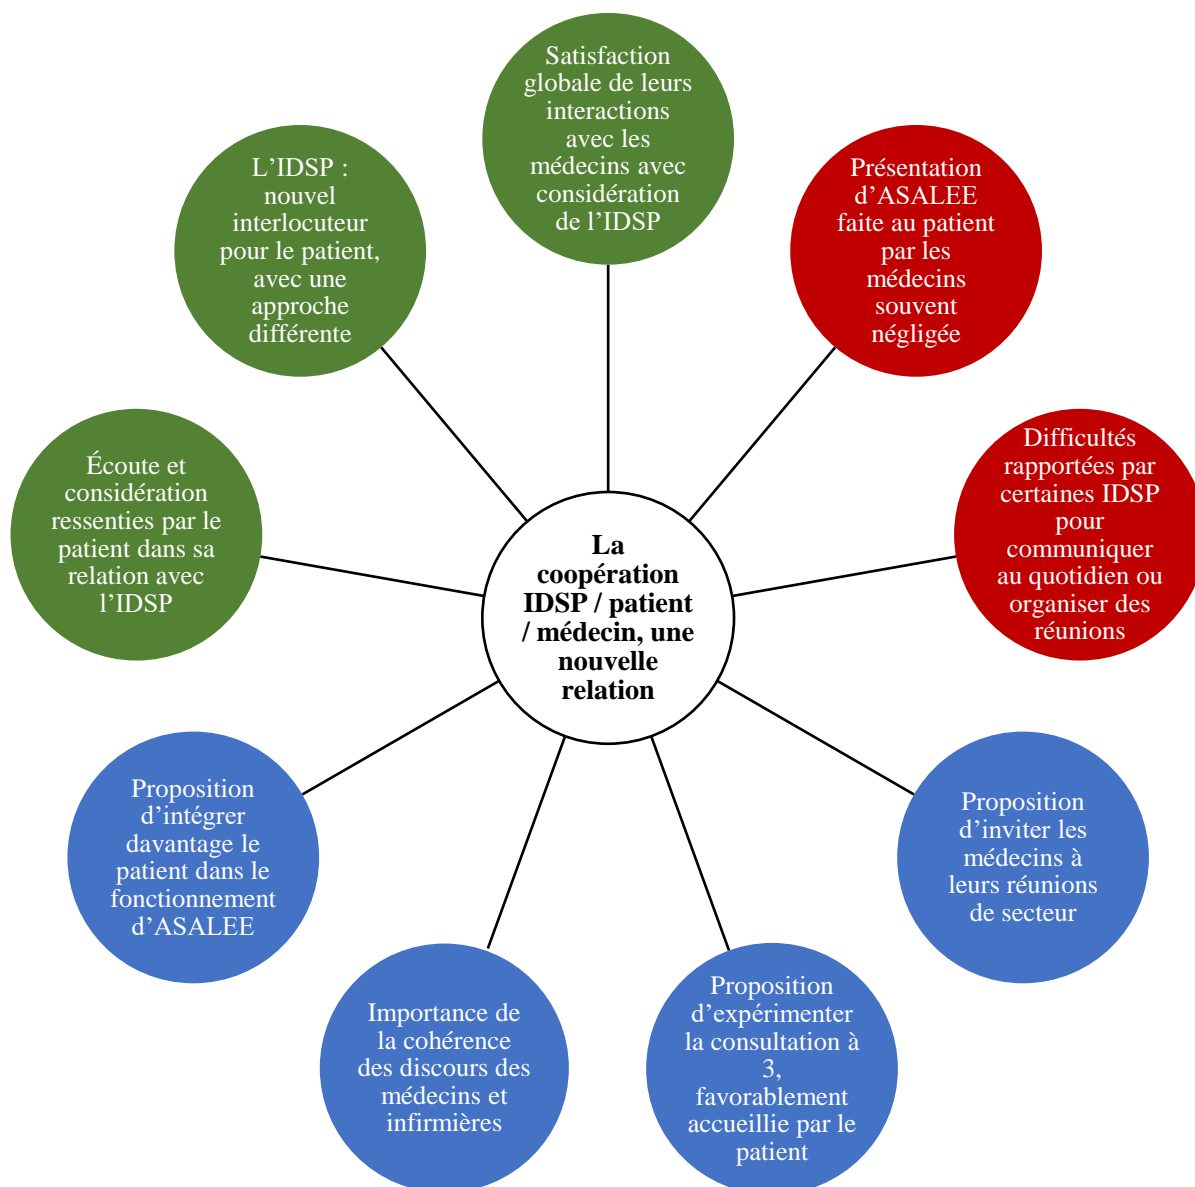 Satisfaction
globale de leurs
interactions
avec les
médecins avec
considération
de l’IDSP
Présentation
d’ASALEE
faite au patient
par les
médecins
souvent
négligée
Difficultés
rapportées par
certaines IDSP
pour
communiquer
au quotidien ou
organiser des
réunions
Proposition
d’inviter les
médecins à
leurs réunions
de secteur
Proposition
d’expérimenter
la consultation à
3,
favorablement
accueillie par le
patient
Importance de
la cohérence
des discours des
médecins et
infirmières
Proposition
d’intégrer
davantage le
patient dans le
fonctionnement
d’ASALEE
Écoute et
considération
ressenties par le
patient dans sa
relation avec
l’IDSP
L’IDSP :
nouvel
interlocuteur
pour le patient,
avec une
approche
différente
La
coopération
IDSP / patient
/ médecin, une
nouvelle
relation